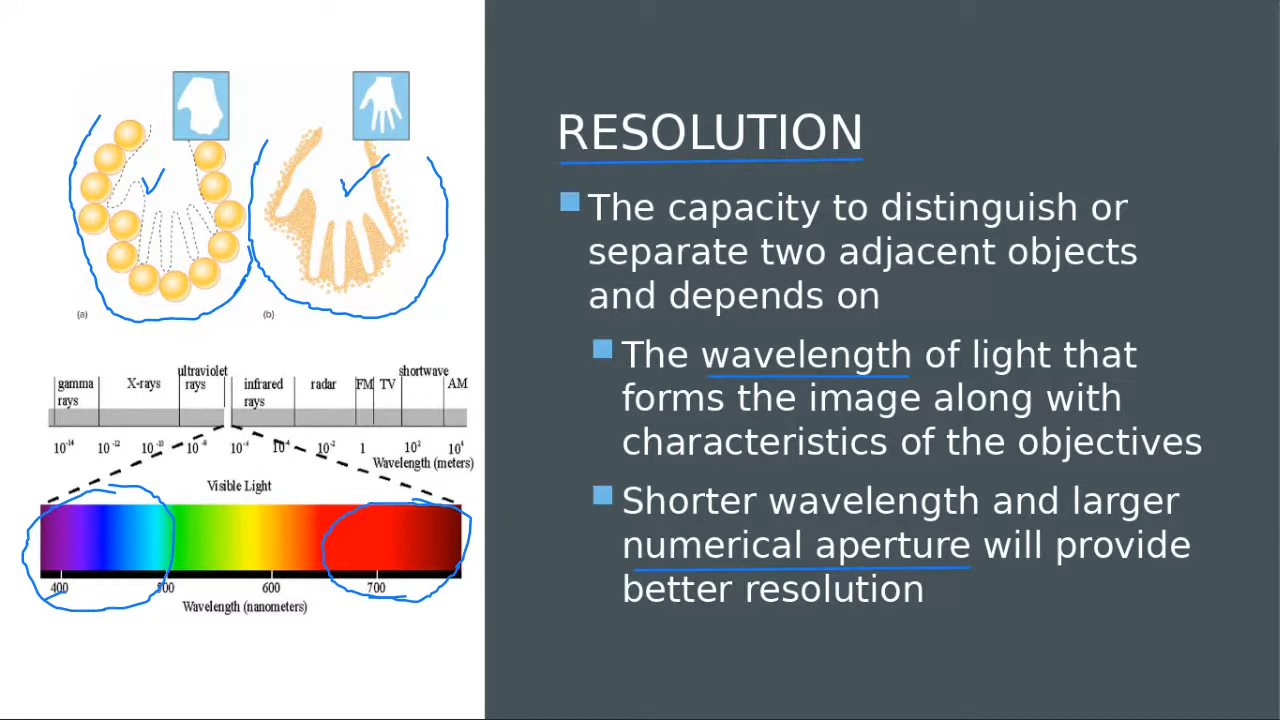 RESOLUTION
The capacity to distinguish or
separate two adjacent objects
and depends on
The wavelength of light that
forms the image along with
characteristics of the objectives
Shorter wavelength and larger
numerical aperture will provide
better resolution
(a) (b)
gamma rays X-rays ultraviolet rays infrared rays radar FM TV shortwave AM
10⁻¹⁴ 10⁻¹² 10⁻¹⁰ 10⁻⁸ 10⁻⁶ 10⁻⁴ 10⁻² 1 10² 10⁴
Wavelength (meters)
Visible Light
400 500 600 700
Wavelength (nanometers)